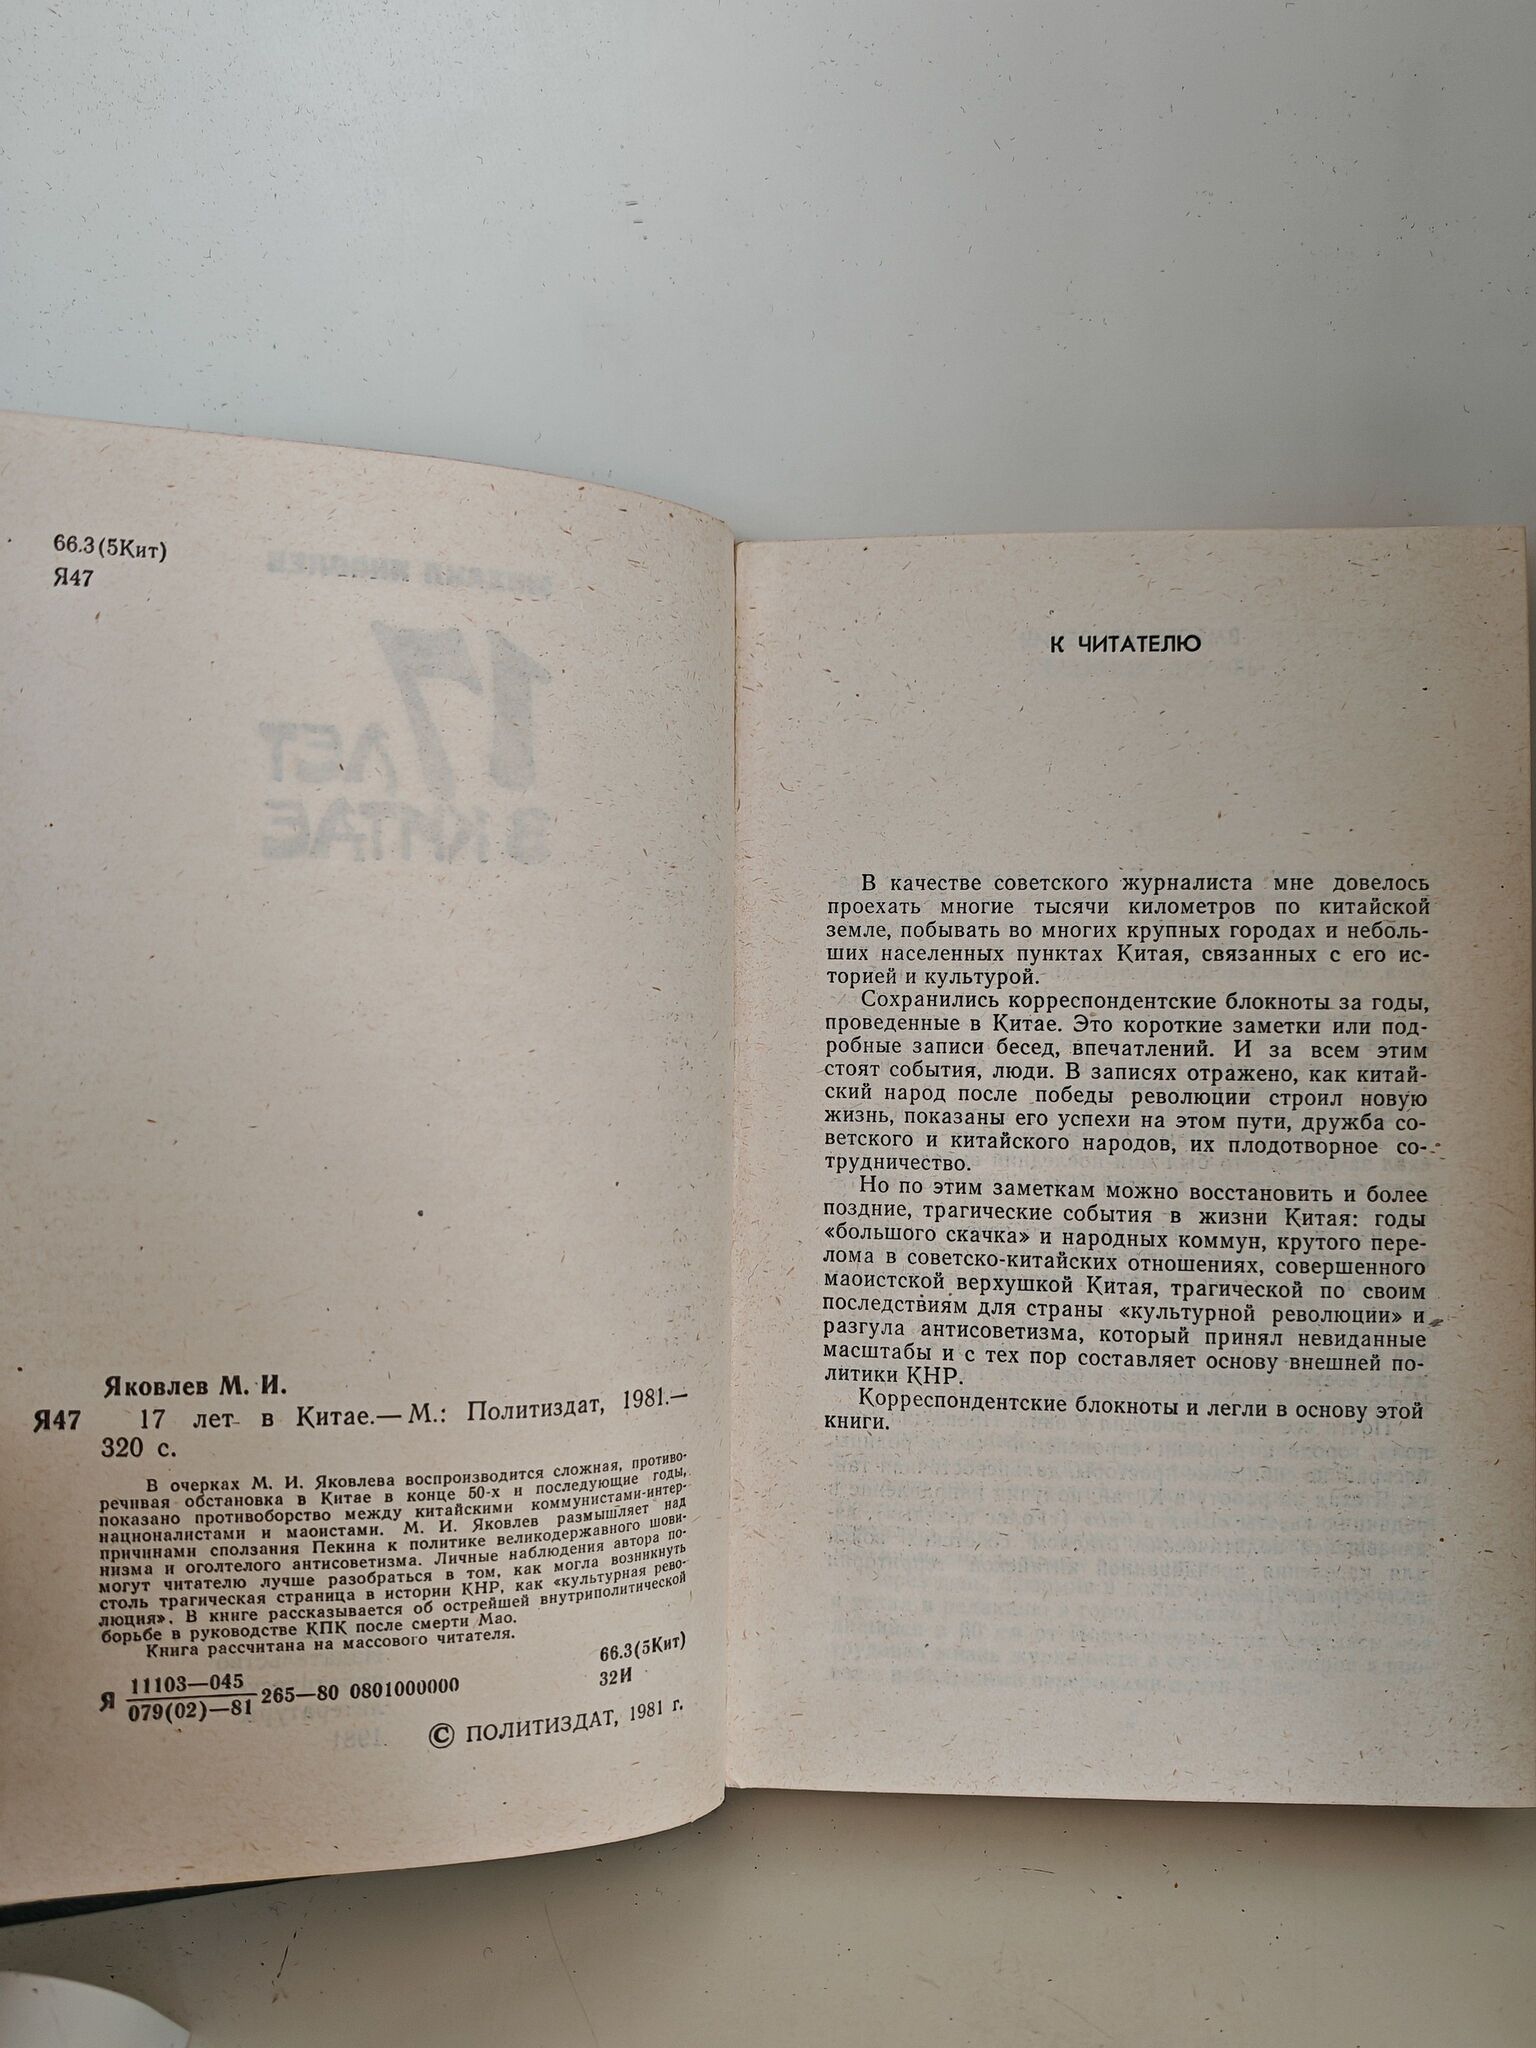 66.3(5Кит)
Я47
Яковлев М. И.
Я47 17 лет в Китае.— М.: Политиздат, 1981.—
320 с.
В очерках М. И. Яковлева воспроизводится сложная, противо-
речивая обстановка в Китае в конце 50-х и последующие годы,
показано противоборство между китайскими коммунистами-интер-
националистами и маоистами. М. И. Яковлев размышляет над
причинами сползания Пекина к политике великодержавного шови-
низма и оголтелого антисоветизма. Личные наблюдения автора по-
могут читателю лучше разобраться в том, как могла возникнуть
столь трагическая страница в истории КНР, как «культурная рево-
люция». В книге рассказывается об острейшей внутриполитической
борьбе в руководстве КПК после смерти Мао.
Книга рассчитана на массового читателя.
Я 11103—045
079(02)—81 265—80 0801000000
66.3(5Кит)
32И
© ПОЛИТИЗДАТ, 1981 г.
К ЧИТАТЕЛЮ
В качестве советского журналиста мне довелось
проехать многие тысячи километров по китайской
земле, побывать во многих крупных городах и неболь-
ших населенных пунктах Китая, связанных с его ис-
торией и культурой.
Сохранились корреспондентские блокноты за годы,
проведенные в Китае. Это короткие заметки или под-
робные записи бесед, впечатлений. И за всем этим
стоят события, люди. В записях отражено, как китай-
ский народ после победы революции строил новую
жизнь, показаны его успехи на этом пути, дружба со-
ветского и китайского народов, их плодотворное со-
трудничество.
Но по этим заметкам можно восстановить и более
поздние, трагические события в жизни Китая: годы
«большого скачка» и народных коммун, крутого пере-
лома в советско-китайских отношениях, совершенного
маоистской верхушкой Китая, трагической по своим
последствиям для страны «культурной революции» и
разгула антисоветизма, который принял невиданные
масштабы и с тех пор составляет основу внешней по-
литики КНР.
Корреспондентские блокноты и легли в основу этой
книги.